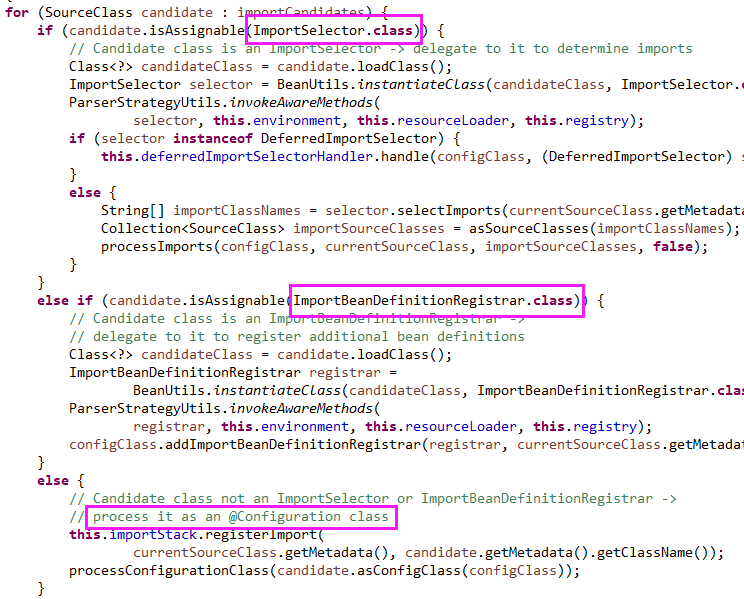 for (SourceClass candidate : importCandidates) {
if (candidate.isAssignable(ImportSelector.class)) {
// Candidate class is an ImportSelector -> delegate to it to determine imports
Class<?> candidateClass = candidate.loadClass();
ImportSelector selector = BeanUtils.instantiateClass(candidateClass, ImportSelector.c
ParserStrategyUtils.invokeAwareMethods(
selector, this.environment, this.resourceLoader, this.registry);
if (selector instanceof DeferredImportSelector) {
this.deferredImportSelectorHandler.handle(configClass, (DeferredImportSelector) s
}
else {
String[] importClassNames = selector.selectImports(currentSourceClass.getMetadata
Collection<SourceClass> importSourceClasses = asSourceClasses(importClassNames);
processImports(configClass, currentSourceClass, importSourceClasses, false);
}
}
else if (candidate.isAssignable(ImportBeanDefinitionRegistrar.class)) {
// Candidate class is an ImportBeanDefinitionRegistrar ->
// delegate to it to register additional bean definitions
Class<?> candidateClass = candidate.loadClass();
ImportBeanDefinitionRegistrar registrar =
BeanUtils.instantiateClass(candidateClass, ImportBeanDefinitionRegistrar.clas
ParserStrategyUtils.invokeAwareMethods(
registrar, this.environment, this.resourceLoader, this.registry);
configClass.addImportBeanDefinitionRegistrar(registrar, currentSourceClass.getMetadat
}
else {
// Candidate class not an ImportSelector or ImportBeanDefinitionRegistrar ->
// process it as an @Configuration class
this.importStack.registerImport(
currentSourceClass.getMetadata(), candidate.getMetadata().getClassName());
processConfigurationClass(candidate.asConfigClass(configClass));
}